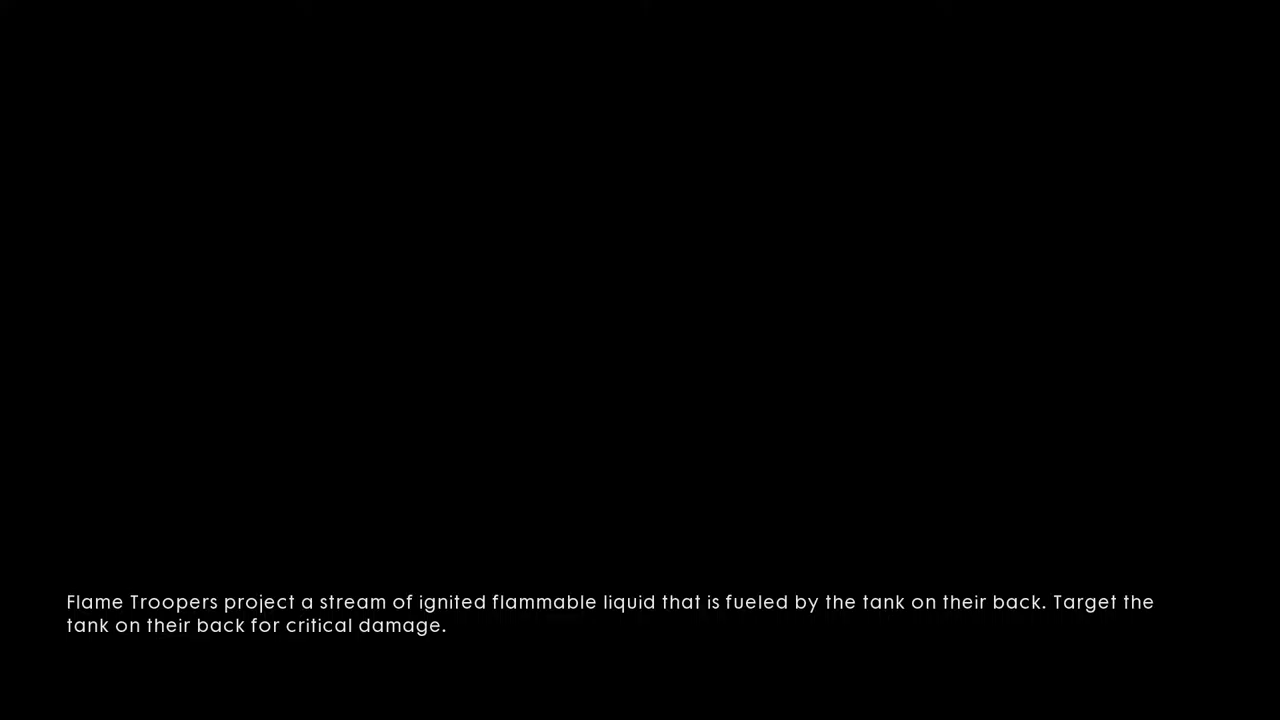 Flame Troopers project a stream of ignited flammable liquid that is fueled by the tank on their back. Target the
tank on their back for critical damage.